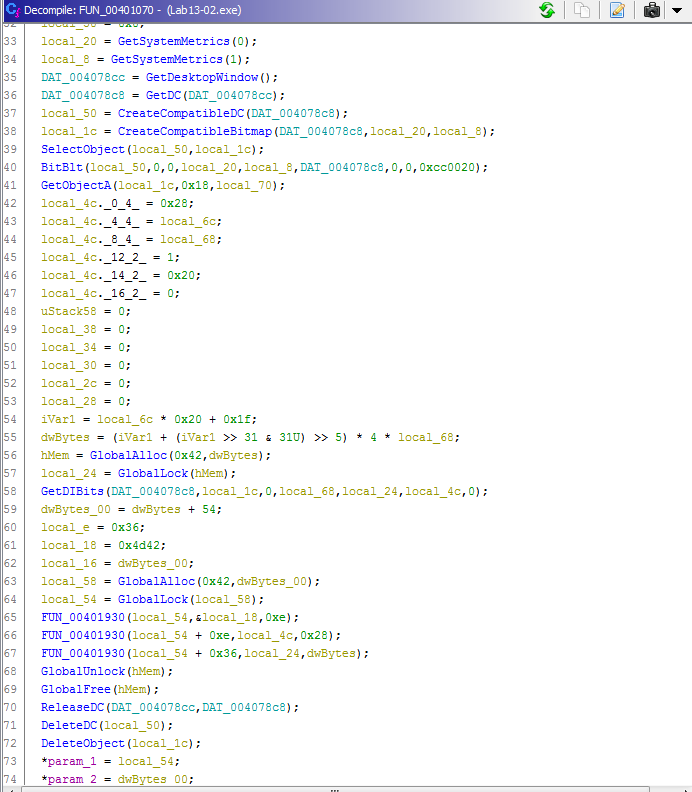 Decompile: FUN_00401070 - (Lab13-02.exe)
32 local_50 = 0x0;
33 local_20 = GetSystemMetrics(0);
34 local_8 = GetSystemMetrics(1);
35 DAT_004078cc = GetDesktopWindow();
36 DAT_004078c8 = GetDC(DAT_004078cc);
37 local_50 = CreateCompatibleDC(DAT_004078c8);
38 local_1c = CreateCompatibleBitmap(DAT_004078c8,local_20,local_8);
39 SelectObject(local_50,local_1c);
40 BitBlt(local_50,0,0,local_20,local_8,DAT_004078c8,0,0,0xcc0020);
41 GetObjectA(local_1c,0x18,local_70);
42 local_4c._0_4_ = 0x28;
43 local_4c._4_4_ = local_6c;
44 local_4c._8_4_ = local_68;
45 local_4c._12_2_ = 1;
46 local_4c._14_2_ = 0x20;
47 local_4c._16_2_ = 0;
48 uStack58 = 0;
49 local_38 = 0;
50 local_34 = 0;
51 local_30 = 0;
52 local_2c = 0;
53 local_28 = 0;
54 iVar1 = local_6c * 0x20 + 0x1f;
55 dwBytes = (iVar1 + (iVar1 >> 31 & 31U) >> 5) * 4 * local_68;
56 hMem = GlobalAlloc(0x42,dwBytes);
57 local_24 = GlobalLock(hMem);
58 GetDIBits(DAT_004078c8,local_1c,0,local_68,local_24,local_4c,0);
59 dwBytes_00 = dwBytes + 54;
60 local_e = 0x36;
61 local_18 = 0x4d42;
62 local_16 = dwBytes_00;
63 local_58 = GlobalAlloc(0x42,dwBytes_00);
64 local_54 = GlobalLock(local_58);
65 FUN_00401930(local_54,&local_18,0xe);
66 FUN_00401930(local_54 + 0xe,local_4c,0x28);
67 FUN_00401930(local_54 + 0x36,local_24,dwBytes);
68 GlobalUnlock(hMem);
69 GlobalFree(hMem);
70 ReleaseDC(DAT_004078cc,DAT_004078c8);
71 DeleteDC(local_50);
72 DeleteObject(local_1c);
73 *param_1 = local_54;
74 *param_2 = dwBytes_00;